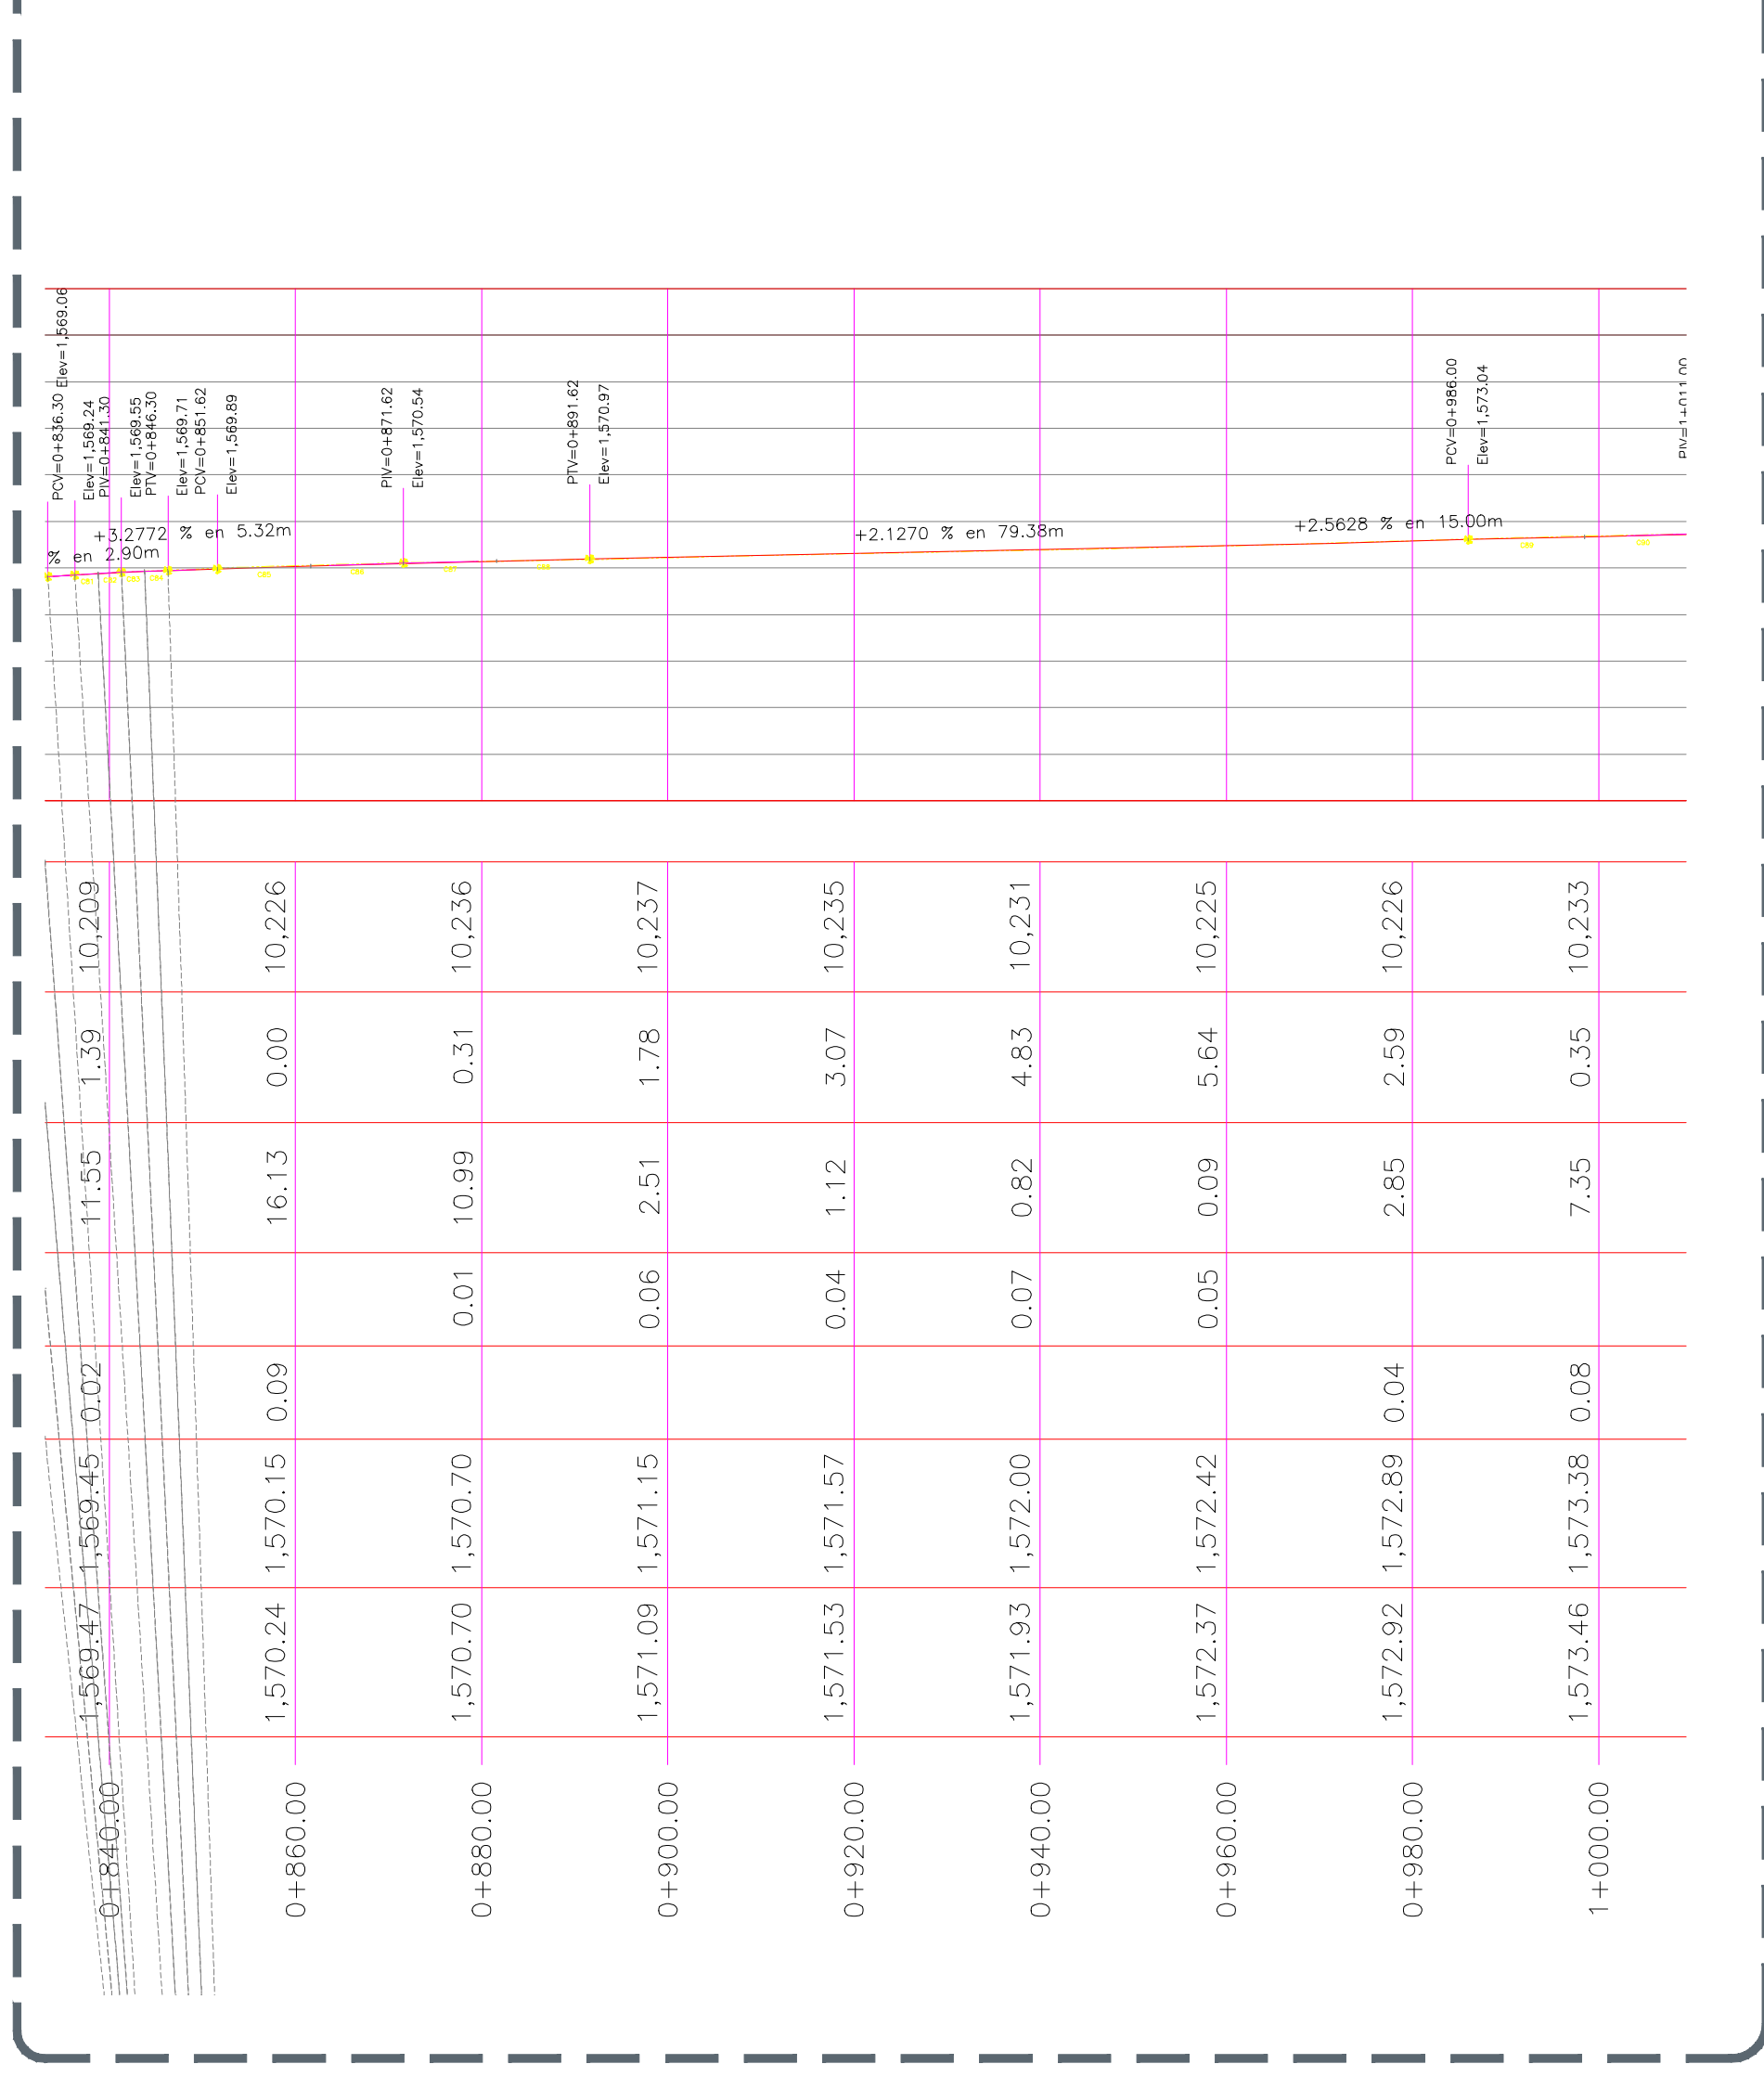 PCV=0+836.30 Elev=1,569.06
Elev=1,569.24
PIV=0+841.30
Elev=1,569.55
PTV=0+846.30
Elev=1,569.71
PCV=0+851.62
Elev=1,569.89
PIV=0+871.62
Elev=1,570.54
PTV=0+891.62
Elev=1,570.97
PCV=0+986.00
Elev=1,573.04
PIV=1+011.00
% en 2.90m
+3.2772 % en 5.32m
+2.1270 % en 79.38m
+2.5628 % en 15.00m
10,209 10,226 10,236 10,237 10,235 10,231 10,225 10,226 10,233
1.39 0.00 0.31 1.78 3.07 4.83 5.64 2.59 0.35
11.55 16.13 10.99 2.51 1.12 0.82 0.09 2.85 7.35
0.01 0.06 0.04 0.07 0.05
0.02 0.09 0.04 0.08
1,569.45 1,570.15 1,570.70 1,571.15 1,571.57 1,572.00 1,572.42 1,572.89 1,573.38
1,569.47 1,570.24 1,570.70 1,571.09 1,571.53 1,571.93 1,572.37 1,572.92 1,573.46
0+840.00 0+860.00 0+880.00 0+900.00 0+920.00 0+940.00 0+960.00 0+980.00 1+000.00